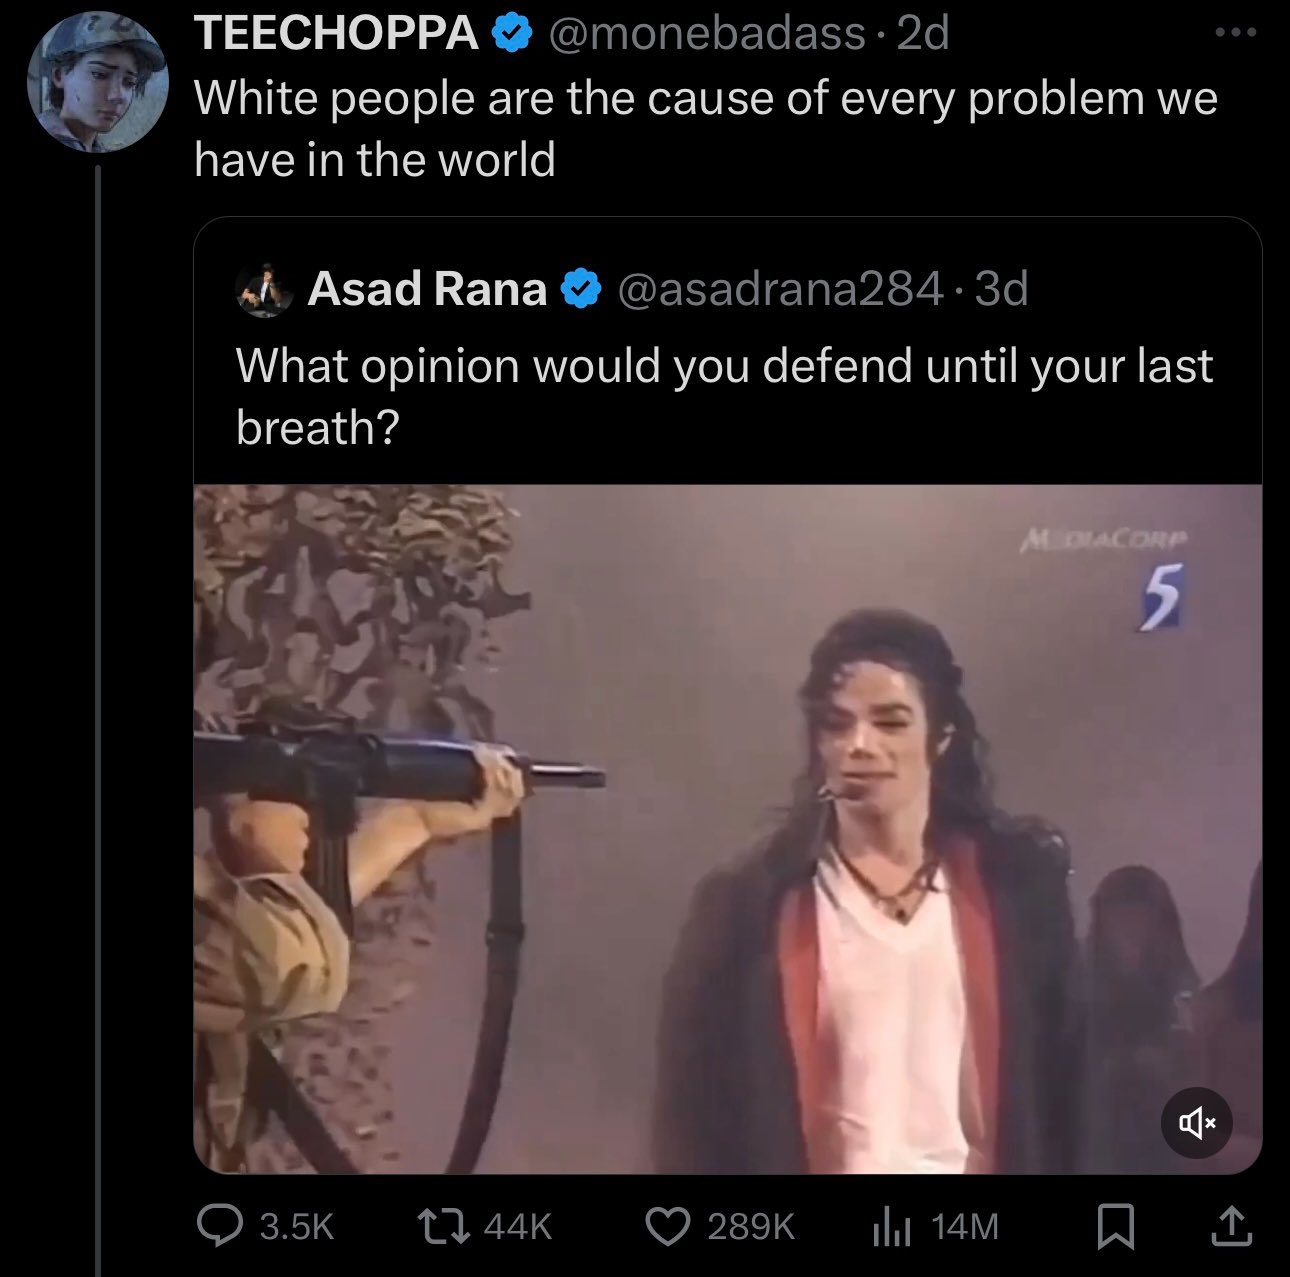 TEECHOPPA @monebadass · 2d
White people are the cause of every problem we
have in the world
Asad Rana @asadrana284 · 3d
What opinion would you defend until your last
breath?
MEDIACORP
5
3.5K 44K 289K 14M